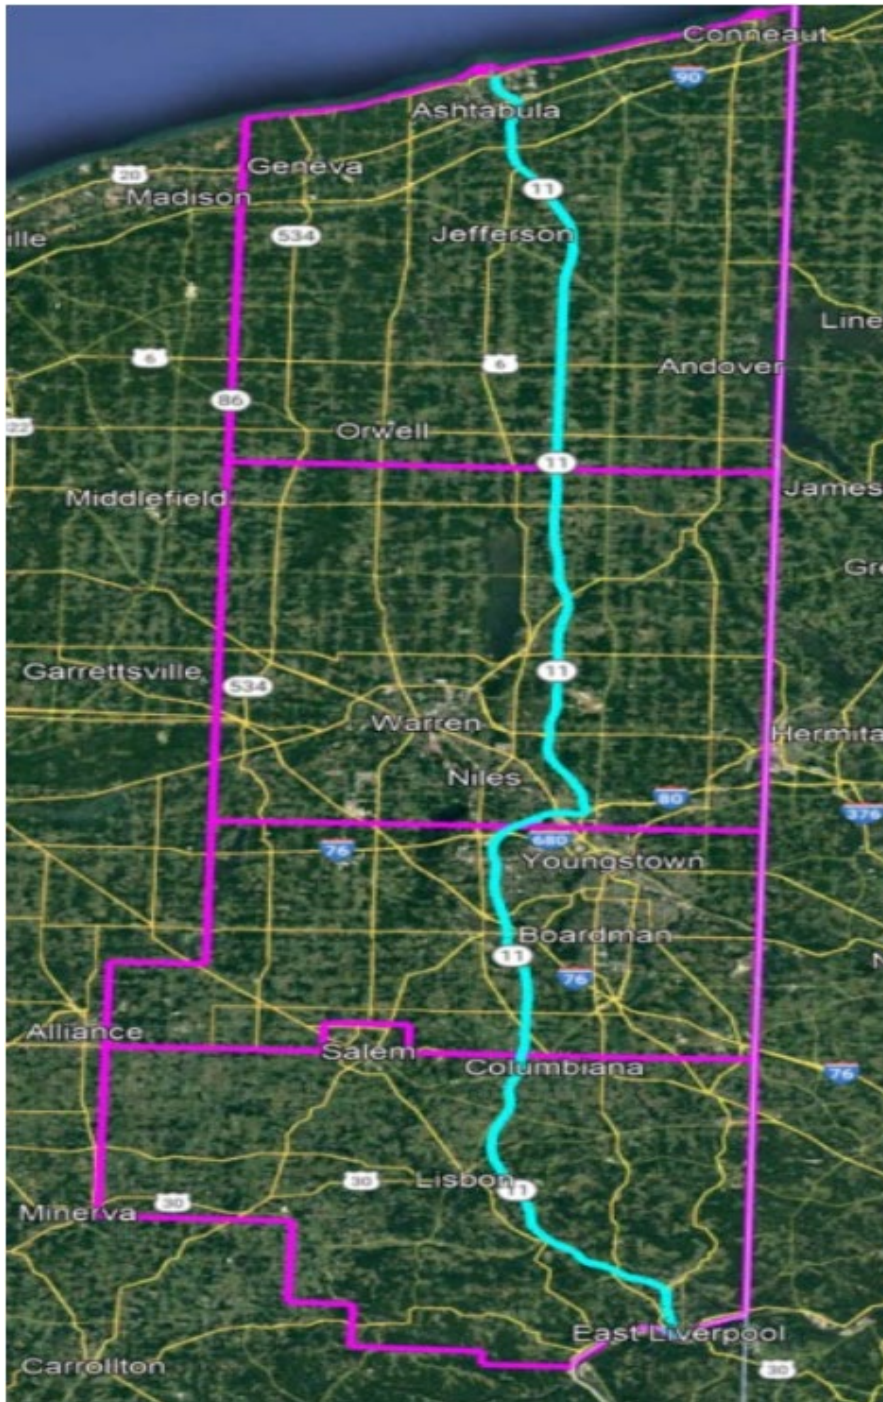 Conneaut
90
Ashtabula
Geneva
20
Madison
11
534
Jefferson
ille
Line
6
6
Andover
86
Orwell
22
11
Middlefield
James
Gre
Garrettsville
11
534
Warren
Hermita
Niles
80
376
680
76
Youngstown
Boardman
11
76
N
Alliance
Salem
Columbiana
76
Lisbon
30
11
30
Minerva
East Liverpool
Carrollton
30